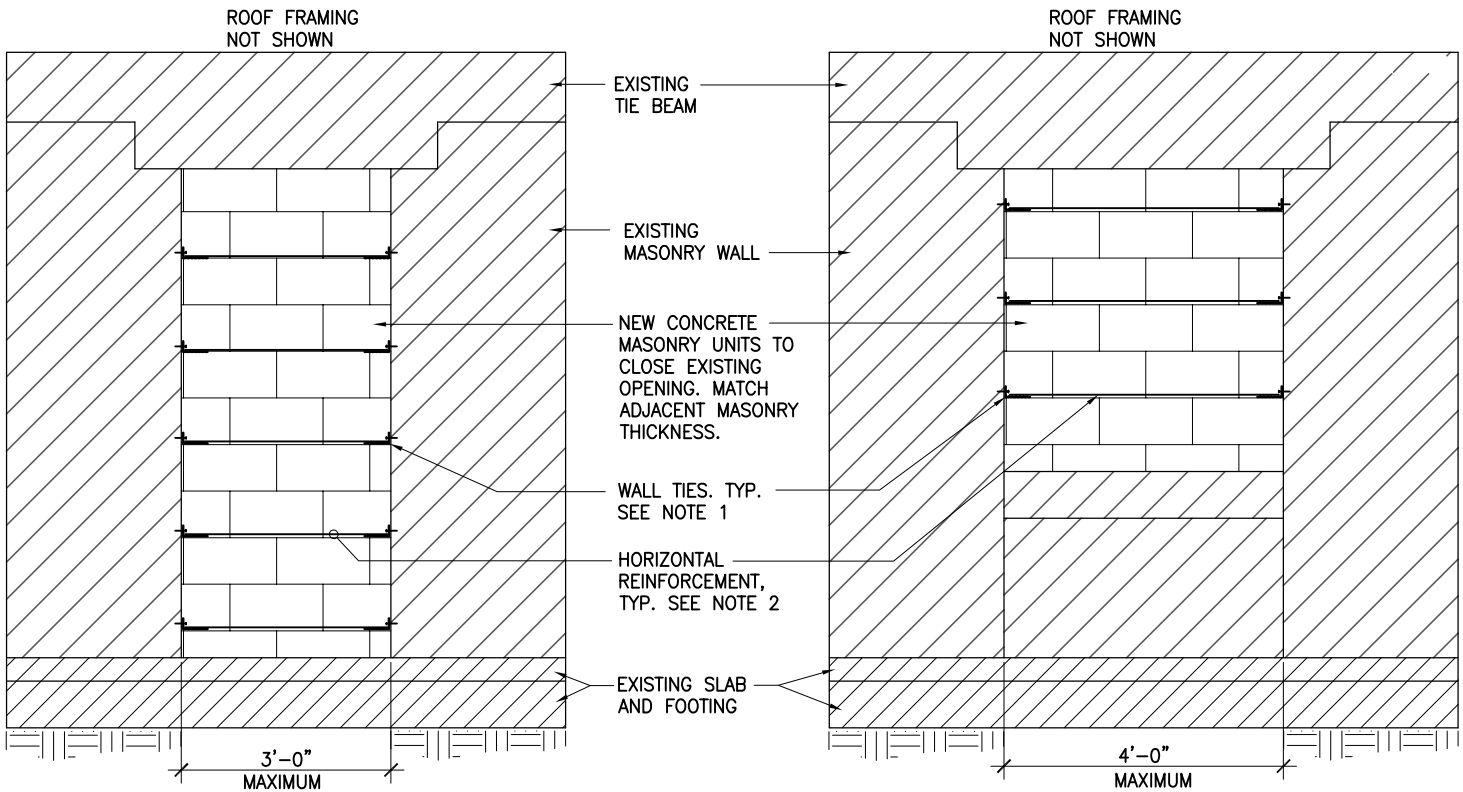 ROOF FRAMING
NOT SHOWN
ROOF FRAMING
NOT SHOWN
EXISTING
TIE BEAM
EXISTING
MASONRY WALL
NEW CONCRETE
MASONRY UNITS TO
CLOSE EXISTING
OPENING. MATCH
ADJACENT MASONRY
THICKNESS.
WALL TIES. TYP.
SEE NOTE 1
HORIZONTAL
REINFORCEMENT,
TYP. SEE NOTE 2
EXISTING SLAB
AND FOOTING
3'-0"
MAXIMUM
4'-0"
MAXIMUM